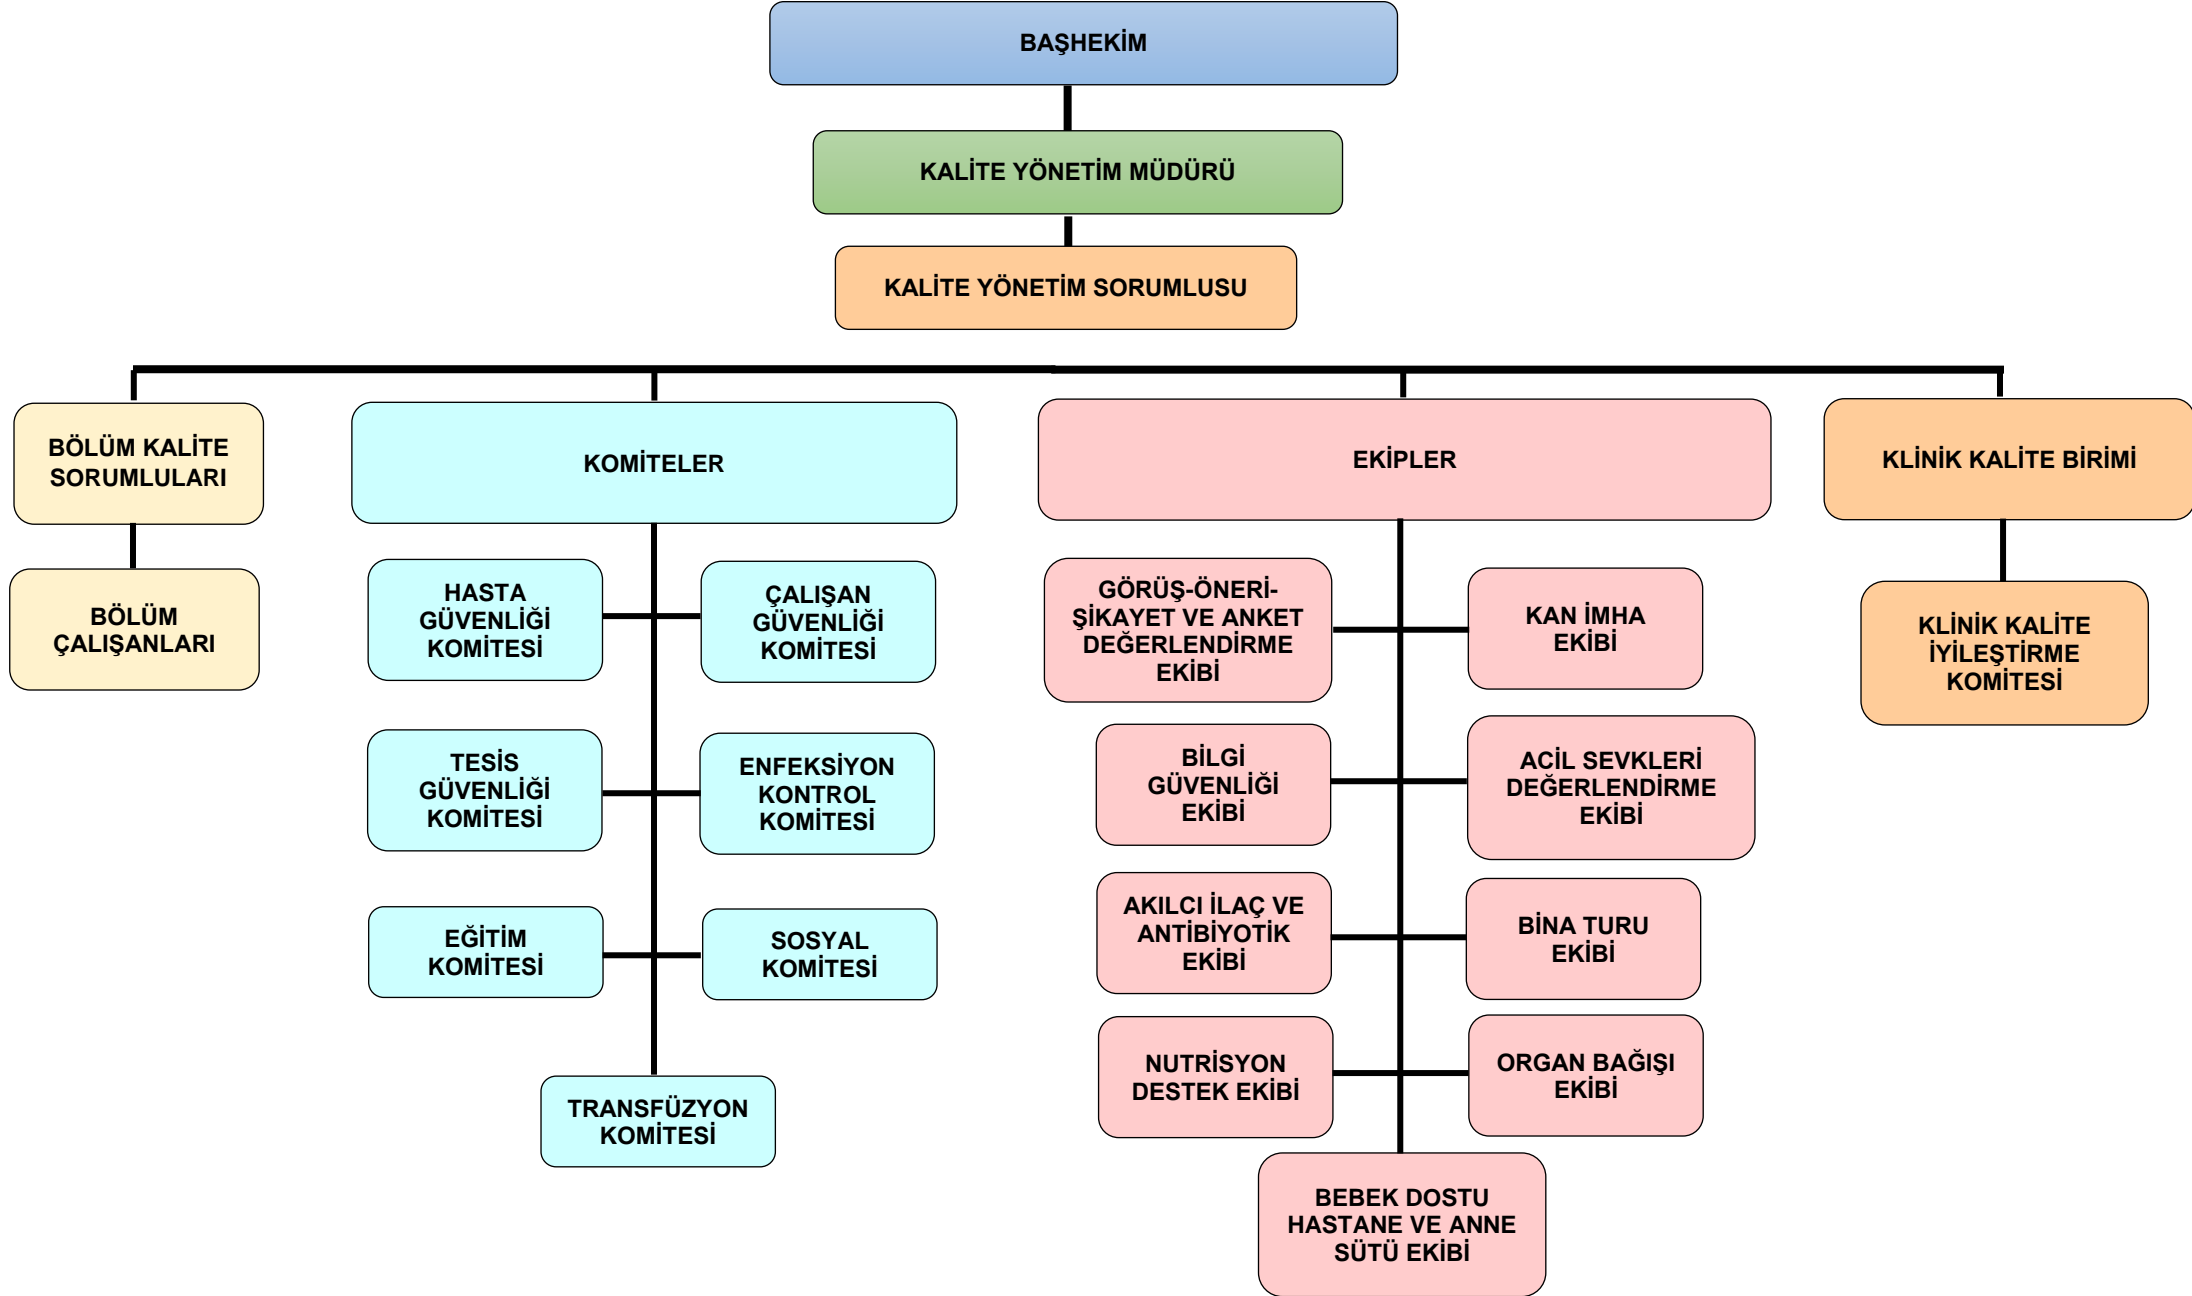 BAŞHEKİM
KALİTE YÖNETİM MÜDÜRÜ
KALİTE YÖNETİM SORUMLUSU
BÖLÜM KALİTE
SORUMLULARI
KOMİTELER
EKİPLER
KLİNİK KALİTE BİRİMİ
BÖLÜM
ÇALIŞANLARI
HASTA
GÜVENLİĞİ
KOMİTESİ
ÇALIŞAN
GÜVENLİĞİ
KOMİTESİ
TESİS
GÜVENLİĞİ
KOMİTESİ
ENFEKSİYON
KONTROL
KOMİTESİ
EĞİTİM
KOMİTESİ
SOSYAL
KOMİTESİ
TRANSFÜZYON
KOMİTESİ
GÖRÜŞ-ÖNERİ-
ŞİKAYET VE ANKET
DEĞERLENDİRME
EKİBİ
KAN İMHA
EKİBİ
BİLGİ
GÜVENLİĞİ
EKİBİ
ACİL SEVKLERİ
DEĞERLENDİRME
EKİBİ
AKILCI İLAÇ VE
ANTİBİYOTİK
EKİBİ
BİNA TURU
EKİBİ
NUTRİSYON
DESTEK EKİBİ
ORGAN BAĞIŞI
EKİBİ
BEBEK DOSTU
HASTANE VE ANNE
SÜTÜ EKİBİ
KLİNİK KALİTE
İYİLEŞTİRME
KOMİTESİ